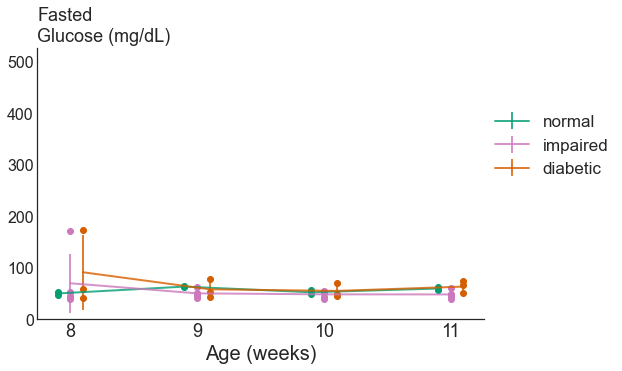 Fasted
Glucose (mg/dL)
500
400
300
200
100
0
8 9 10 11
Age (weeks)
normal
impaired
diabetic